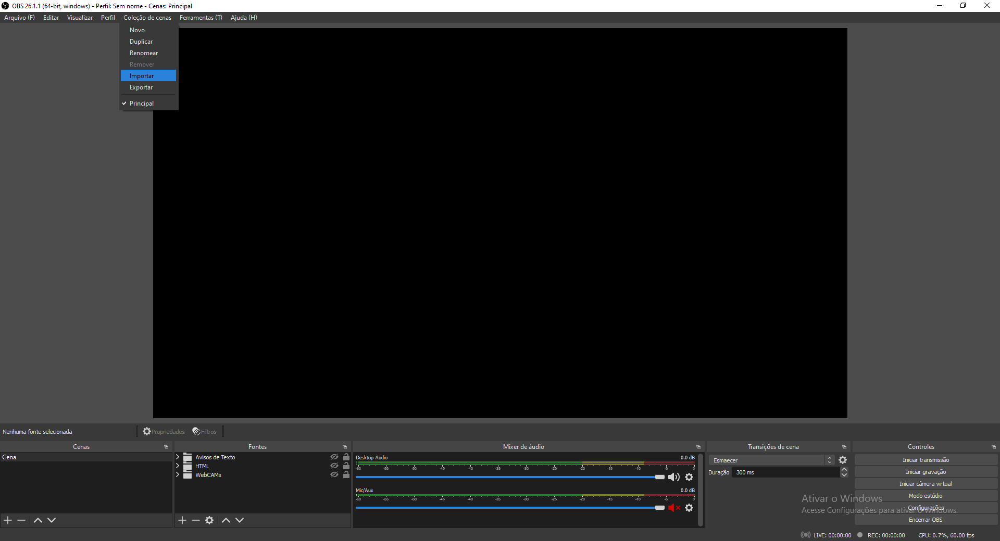 OBS 26.1.1 (64-bit, windows) - Perfil: Sem nome - Cenas: Principal
Arquivo (F) Editar Visualizar Perfil Coleção de cenas Ferramentas (T) Ajuda (H)
Novo
Duplicar
Renomear
Remover
Importar
Exportar
Principal
Nenhuma fonte selecionada Propriedades Filtros
Cenas
Cena
Fontes
Avisos de Texto
HTML
WebCAMs
Mixer de áudio
Desktop Áudio 0.0 dB
-60 -55 -50 -45 -40 -35 -30 -25 -20 -15 -10 -5 0
Mic/Aux 0.0 dB
-60 -55 -50 -45 -40 -35 -30 -25 -20 -15 -10 -5 0
Transições de cena
Esmaecer
Duração 300 ms
Controles
Iniciar transmissão
Iniciar gravação
Iniciar câmera virtual
Modo estúdio
Configurações
Encerrar OBS
Ativar o Windows
Acesse Configurações para ativar o Windows.
LIVE: 00:00:00 REC: 00:00:00 CPU: 0.7%, 60.00 fps